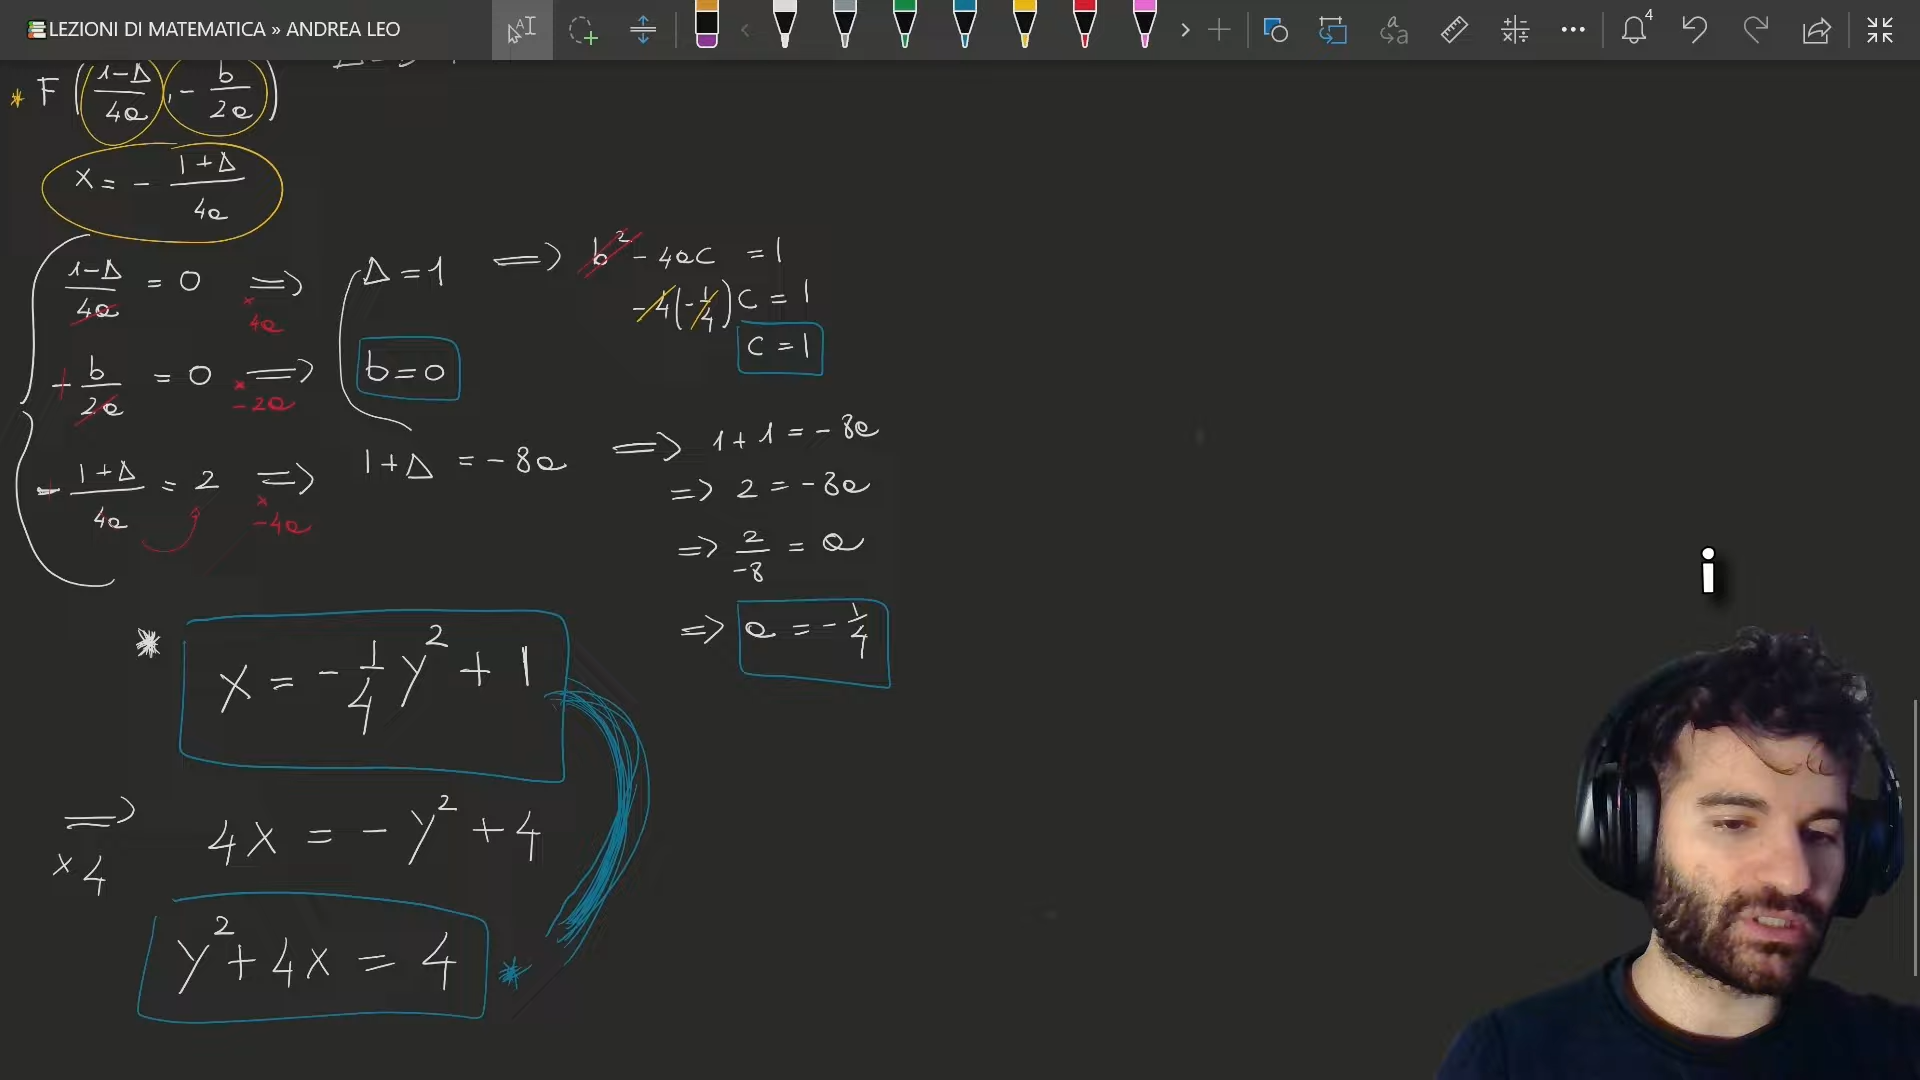 LEZIONI DI MATEMATICA » ANDREA LEO
4
* F ( (1-Δ)/4a , - b/2a )
x = - (1+Δ)/4a
(1-Δ)/4a = 0 ⟹ × 4a
Δ = 1 ⟹ b² - 4ac = 1
-4(-1/4)c = 1
c = 1
+ b/2a = 0 ⟹ × -2a
b = 0
- (1+Δ)/4a = 2 ⟹ × -4a
1+Δ = -8a ⟹ 1+1 = -8a
=> 2 = -8a
=> 2/-8 = a
=> a = - 1/4
* x = - 1/4 y² + 1
⟹ ×4 4x = - y² + 4
y² + 4x = 4 *
i